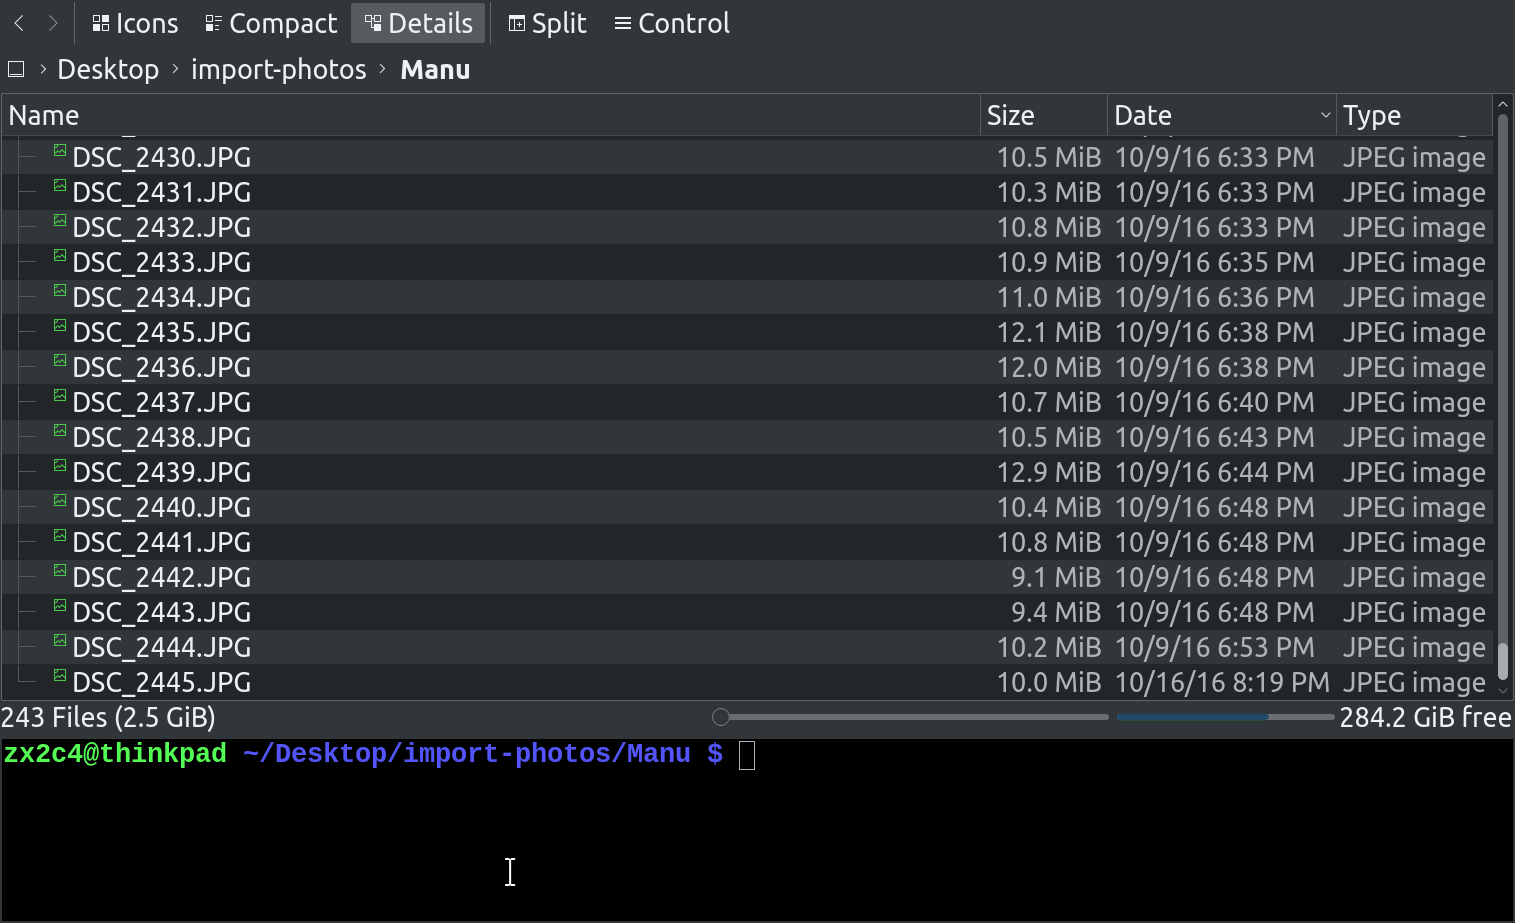 Icons Compact Details Split Control
Desktop › import-photos › Manu
Name Size Date Type
DSC_2430.JPG 10.5 MiB 10/9/16 6:33 PM JPEG image
DSC_2431.JPG 10.3 MiB 10/9/16 6:33 PM JPEG image
DSC_2432.JPG 10.8 MiB 10/9/16 6:33 PM JPEG image
DSC_2433.JPG 10.9 MiB 10/9/16 6:35 PM JPEG image
DSC_2434.JPG 11.0 MiB 10/9/16 6:36 PM JPEG image
DSC_2435.JPG 12.1 MiB 10/9/16 6:38 PM JPEG image
DSC_2436.JPG 12.0 MiB 10/9/16 6:38 PM JPEG image
DSC_2437.JPG 10.7 MiB 10/9/16 6:40 PM JPEG image
DSC_2438.JPG 10.5 MiB 10/9/16 6:43 PM JPEG image
DSC_2439.JPG 12.9 MiB 10/9/16 6:44 PM JPEG image
DSC_2440.JPG 10.4 MiB 10/9/16 6:48 PM JPEG image
DSC_2441.JPG 10.8 MiB 10/9/16 6:48 PM JPEG image
DSC_2442.JPG 9.1 MiB 10/9/16 6:48 PM JPEG image
DSC_2443.JPG 9.4 MiB 10/9/16 6:48 PM JPEG image
DSC_2444.JPG 10.2 MiB 10/9/16 6:53 PM JPEG image
DSC_2445.JPG 10.0 MiB 10/16/16 8:19 PM JPEG image
243 Files (2.5 GiB) 284.2 GiB free
zx2c4@thinkpad ~/Desktop/import-photos/Manu $